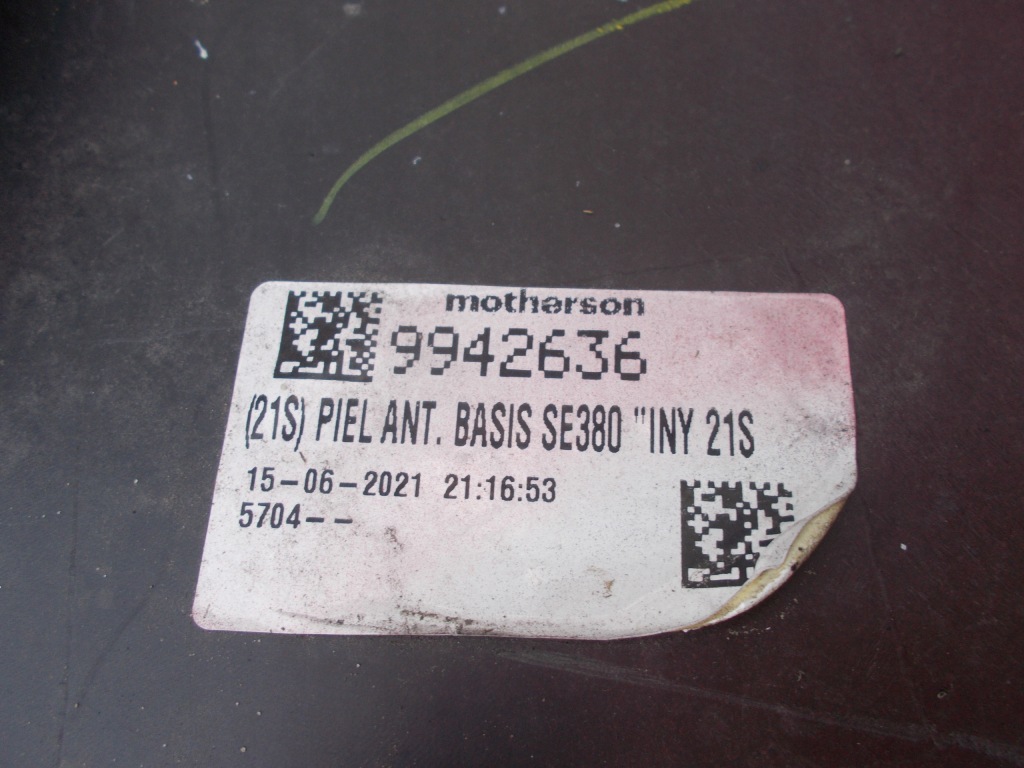 motherson
9942636
(21S) PIEL ANT. BASIS SE380 "INY 21S
15-06-2021 21:16:53
5704--